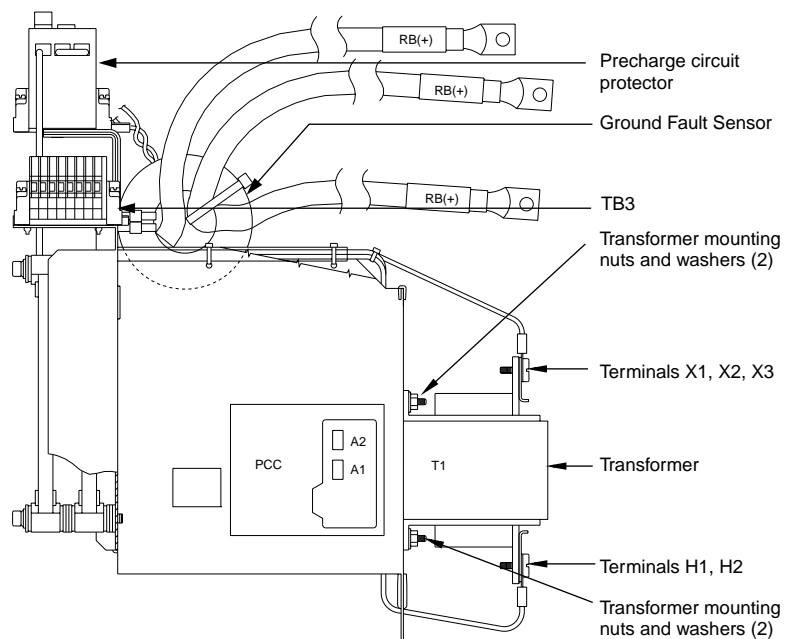 RB(+)
Precharge circuit
protector
RB(+)
Ground Fault Sensor
RB(+)
TB3
Transformer mounting
nuts and washers (2)
Terminals X1, X2, X3
A2
PCC
A1
T1
Transformer
Terminals H1, H2
Transformer mounting
nuts and washers (2)